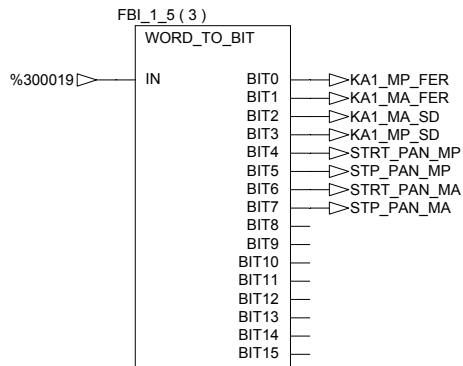 FBI_1_5 ( 3 )
WORD_TO_BIT
%300019 IN BIT0 KA1_MP_FER
BIT1 KA1_MA_FER
BIT2 KA1_MA_SD
BIT3 KA1_MP_SD
BIT4 STRT_PAN_MP
BIT5 STP_PAN_MP
BIT6 STRT_PAN_MA
BIT7 STP_PAN_MA
BIT8
BIT9
BIT10
BIT11
BIT12
BIT13
BIT14
BIT15